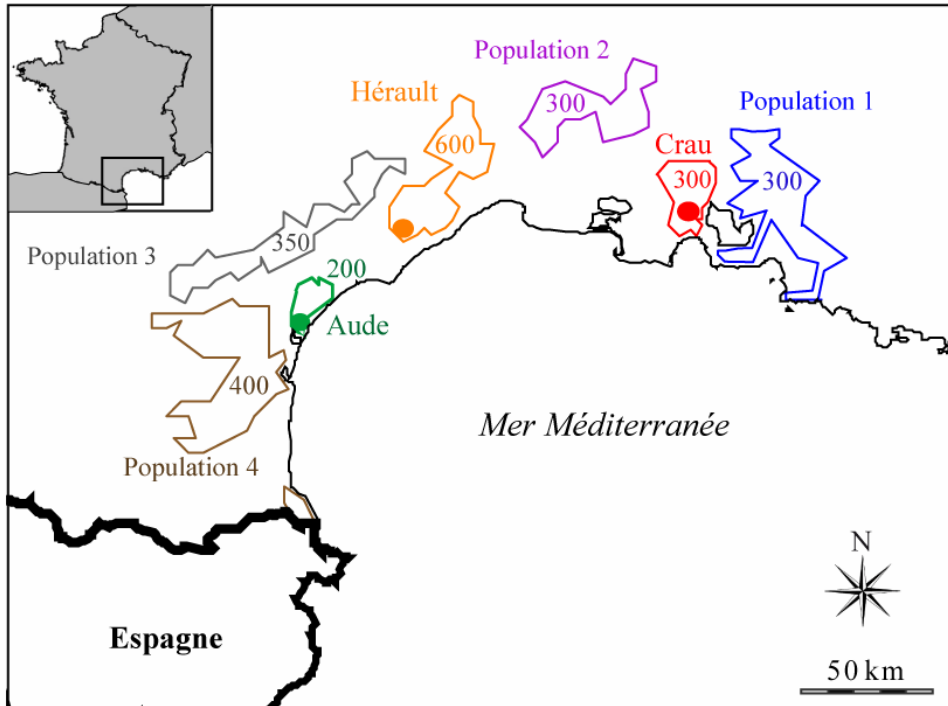 Population 2
300
Hérault
600
Population 1
300
Crau
300
350
Population 3
200
Aude
400
Mer Méditerranée
Population 4
N
Espagne
50 km